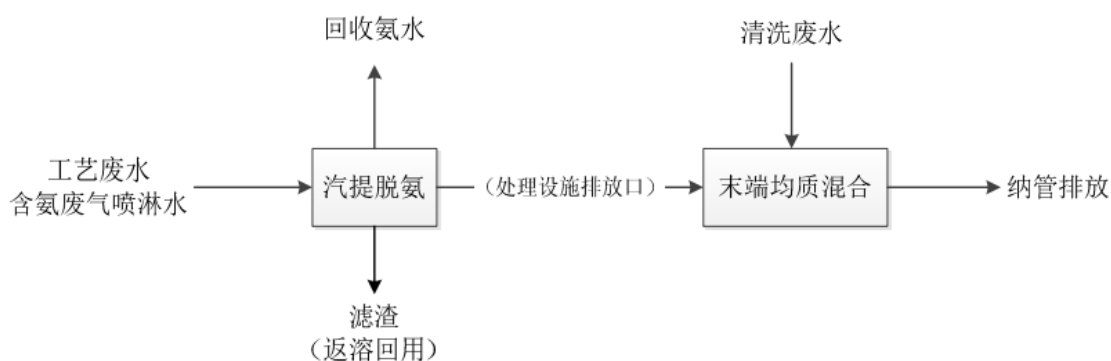 回收氨水
清洗废水
工艺废水
含氨废气喷淋水
汽提脱氨
（处理设施排放口）
末端均质混合
纳管排放
滤渣
（返溶回用）